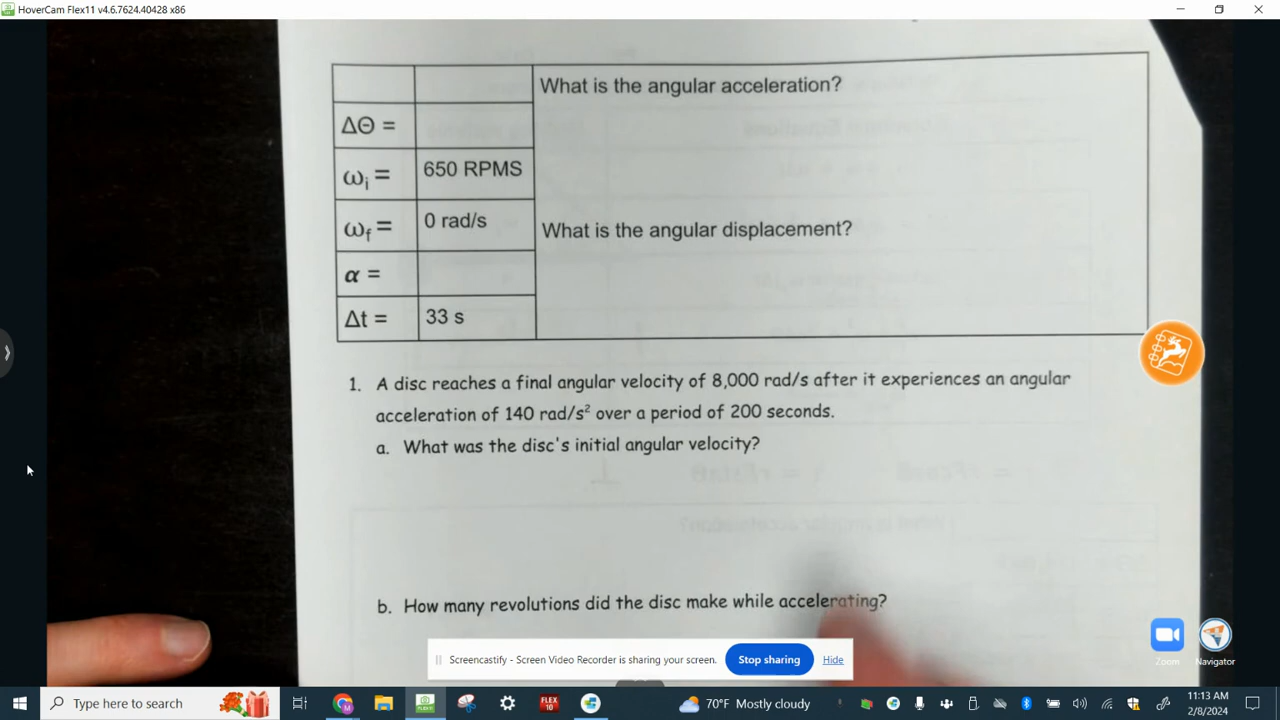 HoverCam Flex11 v4.6.7624.40428 x86
What is the angular acceleration?
ΔΘ =
ωi = 650 RPMS
ωf = 0 rad/s
What is the angular displacement?
α =
Δt = 33 s
1. A disc reaches a final angular velocity of 8,000 rad/s after it experiences an angular
acceleration of 140 rad/s² over a period of 200 seconds.
a. What was the disc's initial angular velocity?
b. How many revolutions did the disc make while accelerating?
Screencastify - Screen Video Recorder is sharing your screen.
Stop sharing
Hide
Zoom
Navigator
Type here to search
FLEX
10
70°F Mostly cloudy
11:13 AM
2/8/2024